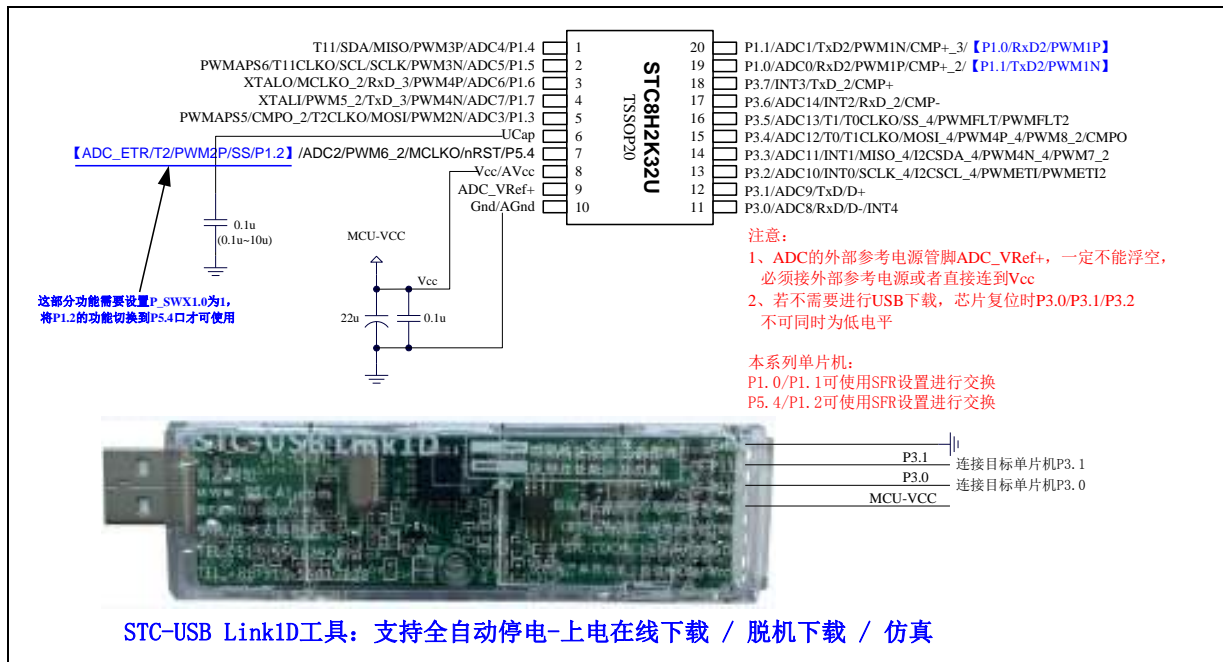 T11/SDA/MISO/PWM3P/ADC4/P1.4
PWMAPS6/T11CLKO/SCL/SCLK/PWM3N/ADC5/P1.5
XTALO/MCLKO_2/RxD_3/PWM4P/ADC6/P1.6
XTALI/PWM5_2/TxD_3/PWM4N/ADC7/P1.7
PWMAPS5/CMPO_2/T2CLKO/MOSI/PWM2N/ADC3/P1.3
UCap
【ADC_ETR/T2/PWM2P/SS/P1.2】/ADC2/PWM6_2/MCLKO/nRST/P5.4
Vcc/AVcc
ADC_VRef+
Gnd/AGnd
1
2
3
4
5
6
7
8
9
10
STC8H2K32U
TSSOP20
20
19
18
17
16
15
14
13
12
11
P1.1/ADC1/TxD2/PWM1N/CMP+_3/【P1.0/RxD2/PWM1P】
P1.0/ADC0/RxD2/PWM1P/CMP+_2/【P1.1/TxD2/PWM1N】
P3.7/INT3/TxD_2/CMP+
P3.6/ADC14/INT2/RxD_2/CMP-
P3.5/ADC13/T1/T0CLKO/SS_4/PWMFLT/PWMFLT2
P3.4/ADC12/T0/T1CLKO/MOSI_4/PWM4P_4/PWM8_2/CMPO
P3.3/ADC11/INT1/MISO_4/I2CSDA_4/PWM4N_4/PWM7_2
P3.2/ADC10/INT0/SCLK_4/I2CSCL_4/PWMETI/PWMETI2
P3.1/ADC9/TxD/D+
P3.0/ADC8/RxD/D-/INT4
0.1u
(0.1u~10u)
MCU-VCC
Vcc
22u
0.1u
这部分功能需要设置P_SWX1.0为1，
将P1.2的功能切换到P5.4口才可使用
注意：
1、ADC的外部参考电源管脚ADC_VRef+，一定不能浮空，
必须接外部参考电源或者直接连到Vcc
2、若不需要进行USB下载，芯片复位时P3.0/P3.1/P3.2
不可同时为低电平
本系列单片机：
P1.0/P1.1可使用SFR设置进行交换
P5.4/P1.2可使用SFR设置进行交换
STC-USB Link1D
P3.1
连接目标单片机P3.1
P3.0
连接目标单片机P3.0
MCU-VCC
STC-USB Link1D工具：支持全自动停电-上电在线下载 / 脱机下载 / 仿真